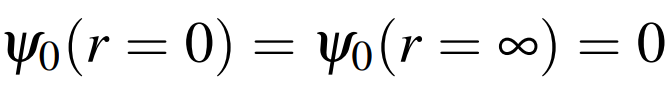 ψ₀(r = 0) = ψ₀(r = ∞) = 0